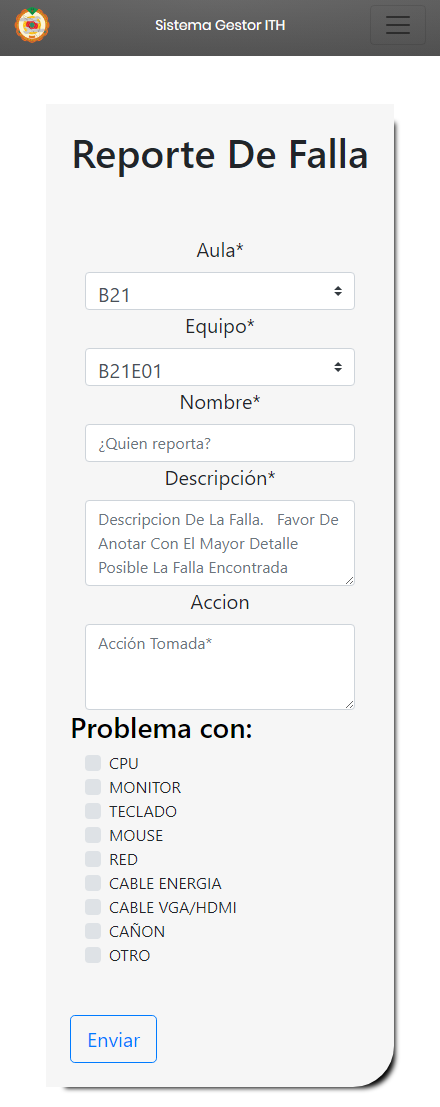 Sistema Gestor ITH
Reporte De Falla
Aula*
B21
Equipo*
B21E01
Nombre*
¿Quien reporta?
Descripción*
Descripcion De La Falla. Favor De
Anotar Con El Mayor Detalle
Posible La Falla Encontrada
Accion
Acción Tomada*
Problema con:
CPU
MONITOR
TECLADO
MOUSE
RED
CABLE ENERGIA
CABLE VGA/HDMI
CAÑON
OTRO
Enviar